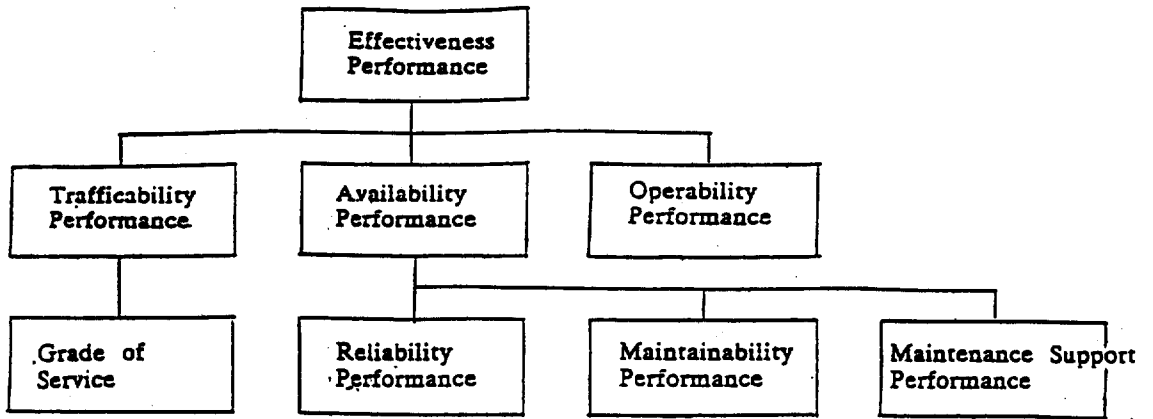 Effectiveness
Performance
Trafficability
Performance
Availability
Performance
Operability
Performance
Grade of
Service
Reliability
Performance
Maintainability
Performance
Maintenance Support
Performance